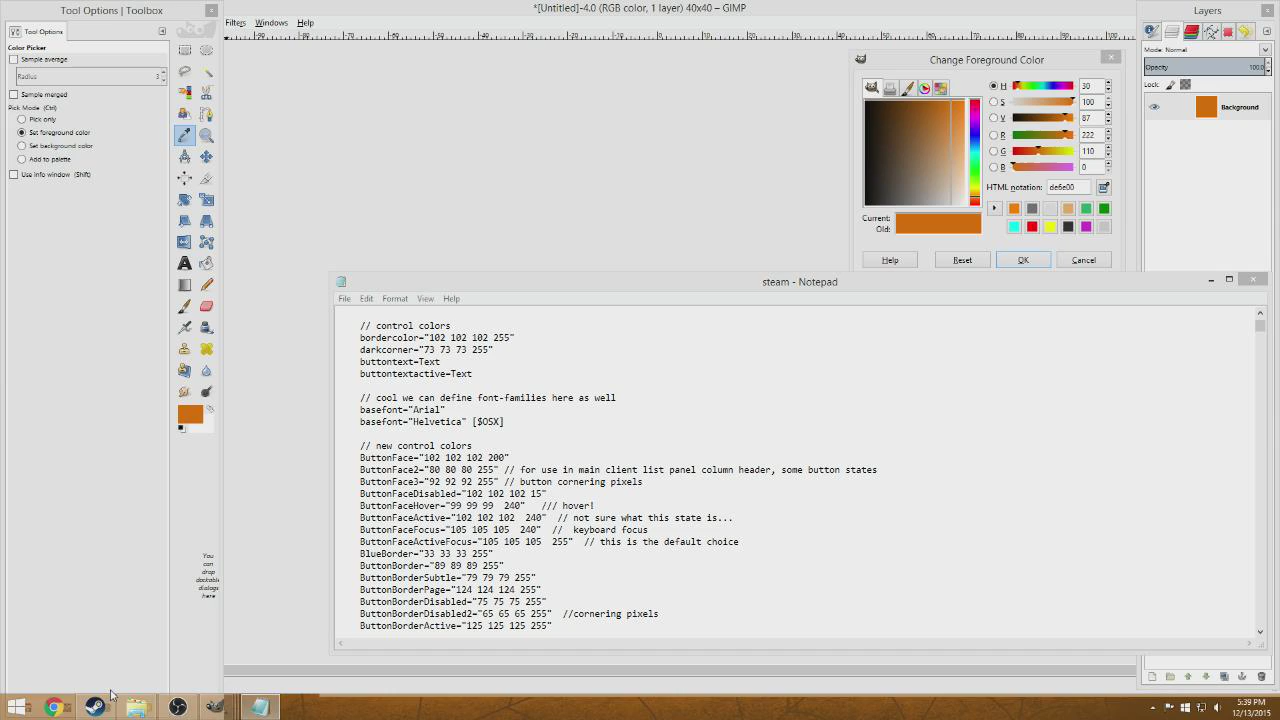 Tool Options | Toolbox
Tool Options
Color Picker
Sample average
Radius 3
Sample merged
Pick Mode (Ctrl)
Pick only
Set foreground color
Set background color
Add to palette
Use info window (Shift)
You
can
drop
dockable
dialogs
here
*[Untitled]-4.0 (RGB color, 1 layer) 40x40 – GIMP
Filters Windows Help
Change Foreground Color
H 30
S 100
V 87
R 222
G 110
B 0
HTML notation: de6e00
Current:
Old:
Help Reset OK Cancel
Layers
Mode: Normal
Opacity 100.0
Lock:
Background
steam - Notepad
File Edit Format View Help
// control colors
bordercolor="102 102 102 255"
darkcorner="73 73 73 255"
buttontext=Text
buttontextactive=Text
// cool we can define font-families here as well
basefont="Arial"
basefont="Helvetica" [$OSX]
// new control colors
ButtonFace="102 102 102 200"
ButtonFace2="80 80 80 255" // for use in main client list panel column header, some button states
ButtonFace3="92 92 92 255" // button cornering pixels
ButtonFaceDisabled="102 102 102 15"
ButtonFaceHover="99 99 99  240"   /// hover!
ButtonFaceActive="102 102 102  240"  // not sure what this state is...
ButtonFaceFocus="105 105 105  240"  //  keyboard focus
ButtonFaceActiveFocus="105 105 105  255"  // this is the default choice
BlueBorder="33 33 33 255"
ButtonBorder="89 89 89 255"
ButtonBorderSubtle="79 79 79 255"
ButtonBorderPage="124 124 124 255"
ButtonBorderDisabled="75 75 75 255"
ButtonBorderDisabled2="65 65 65 255"  //cornering pixels
ButtonBorderActive="125 125 125 255"
5:39 PM
12/13/2015